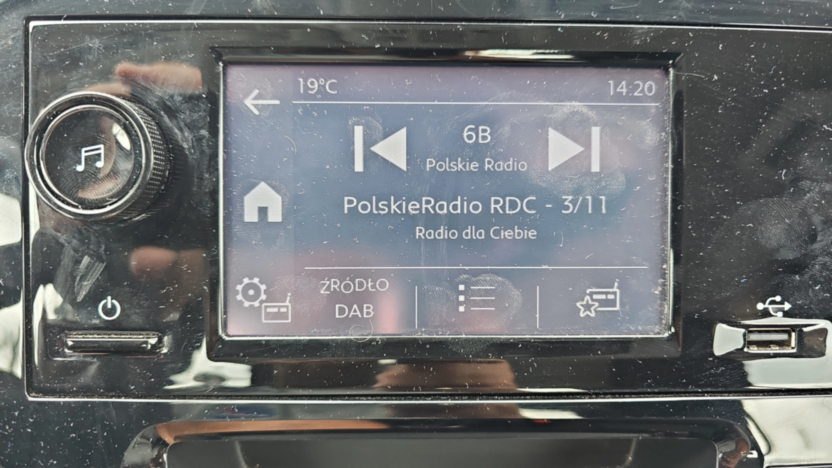 19°C
14:20
6B
Polskie Radio
PolskieRadio RDC - 3/11
Radio dla Ciebie
ŹRÓDŁO
DAB